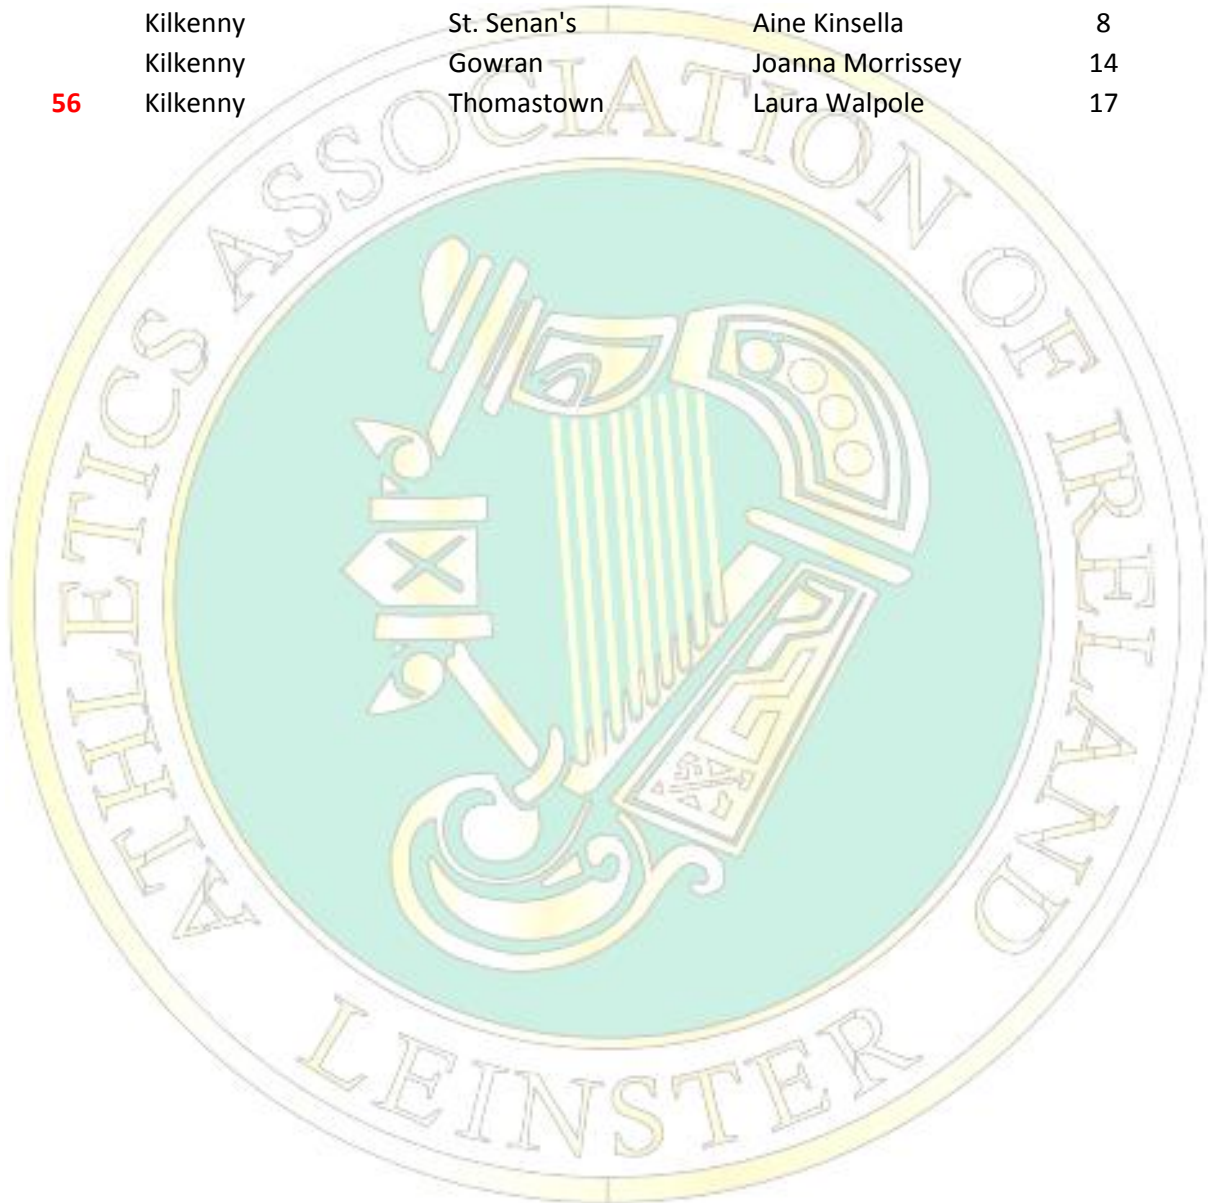 Kilkenny St. Senan's Aine Kinsella 8
Kilkenny Gowran Joanna Morrissey 14
56 Kilkenny Thomastown Laura Walpole 17
ATHLETICS ASSOCIATION OF IRELAND
LEINSTER